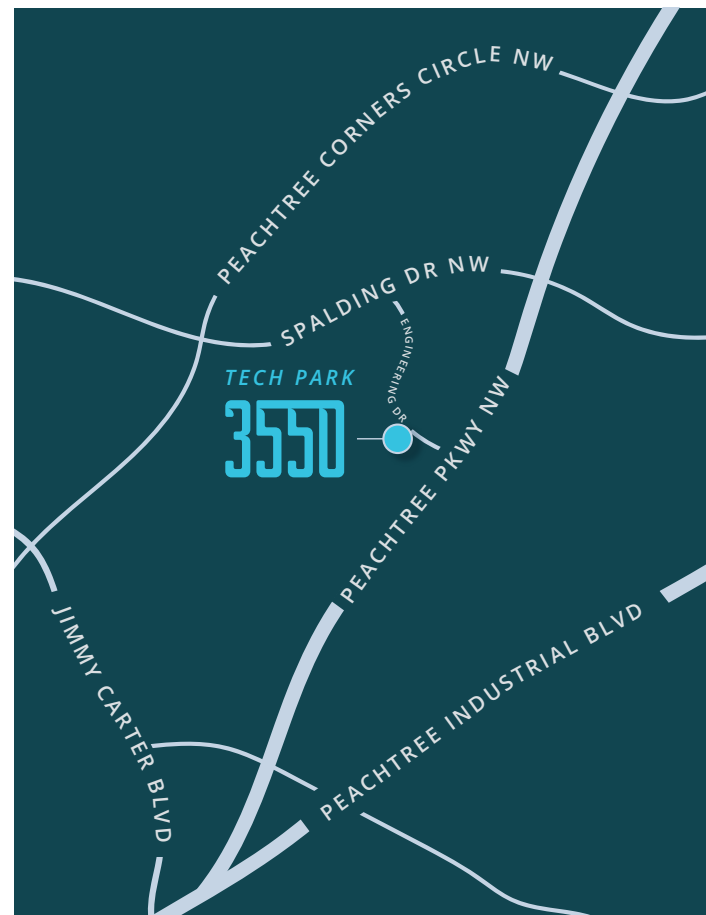 PEACHTREE CORNERS CIRCLE NW
SPALDING DR NW
ENGINEERING DR
TECH PARK
3550
PEACHTREE PKWY NW
JIMMY CARTER BLVD
PEACHTREE INDUSTRIAL BLVD